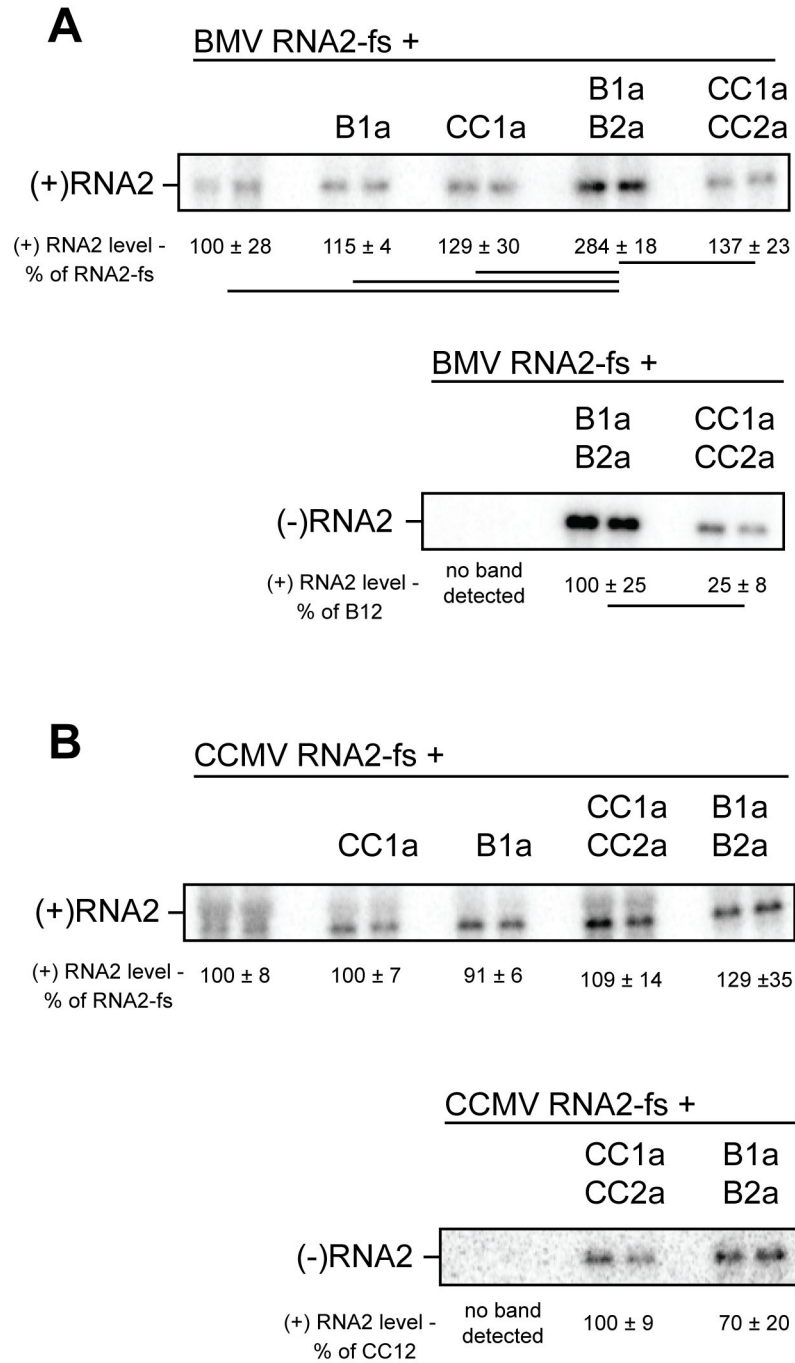 A
BMV RNA2-fs +
B1a CC1a
B1a CC1a
B1a B2a CC2a
(+)RNA2
(+) RNA2 level - 100 ± 28 115 ± 4 129 ± 30 284 ± 18 137 ± 23
% of RNA2-fs
BMV RNA2-fs +
B1a CC1a
B2a CC2a
(-)RNA2
(+) RNA2 level - no band detected 100 ± 25 25 ± 8
% of B12
B
CCMV RNA2-fs +
CC1a B1a
CC1a B1a CC2a B2a
(+)RNA2
(+) RNA2 level - 100 ± 8 100 ± 7 91 ± 6 109 ± 14 129 ±35
% of RNA2-fs
CCMV RNA2-fs +
CC1a B1a
CC2a B2a
(-)RNA2
(+) RNA2 level - no band detected 100 ± 9 70 ± 20
% of CC12